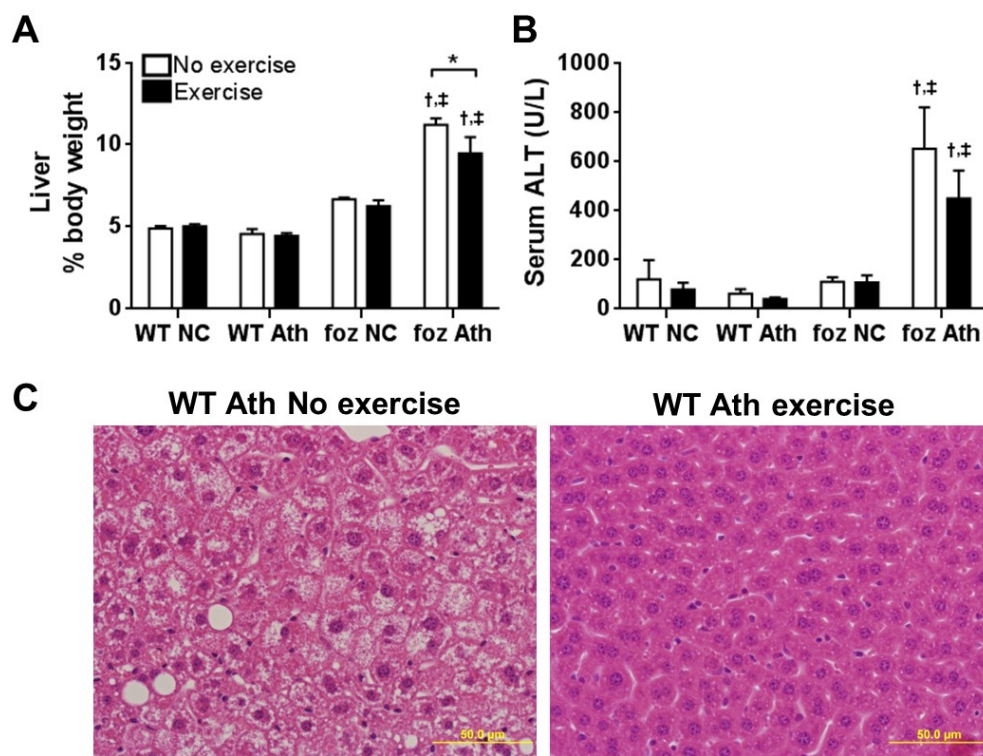 A
15
10
5
0
Liver
% body weight
No exercise
Exercise
*
†,‡
†,‡
WT NC
WT Ath
foz NC
foz Ath
B
1000
800
600
400
200
0
Serum ALT (U/L)
†,‡
†,‡
WT NC
WT Ath
foz NC
foz Ath
C
WT Ath No exercise
WT Ath exercise
50.0 µm
50.0 µm